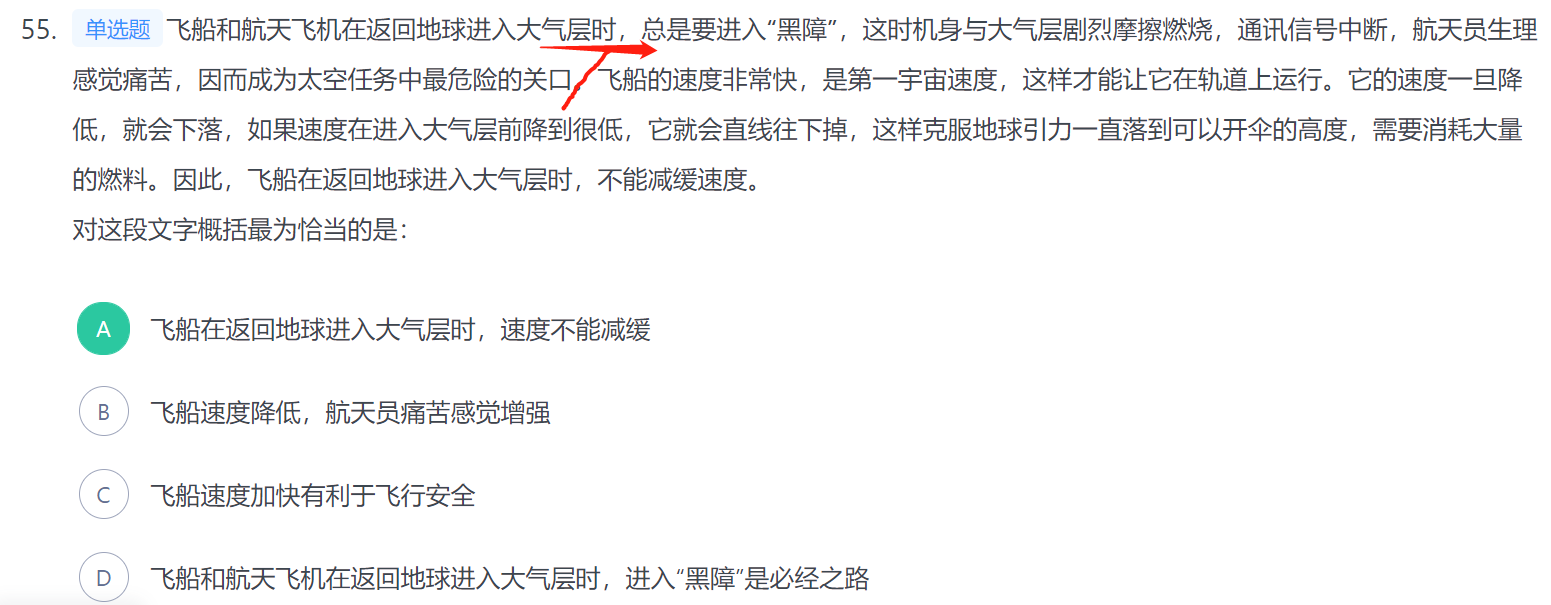 55. 单选题 飞船和航天飞机在返回地球进入大气层时，总是要进入“黑障”，这时机身与大气层剧烈摩擦燃烧，通讯信号中断，航天员生理
感觉痛苦，因而成为太空任务中最危险的关口。飞船的速度非常快，是第一宇宙速度，这样才能让它在轨道上运行。它的速度一旦降
低，就会下落，如果速度在进入大气层前降到很低，它就会直线往下掉，这样克服地球引力一直落到可以开伞的高度，需要消耗大量
的燃料。因此，飞船在返回地球进入大气层时，不能减缓速度。
对这段文字概括最为恰当的是：
A 飞船在返回地球进入大气层时，速度不能减缓
B 飞船速度降低，航天员痛苦感觉增强
C 飞船速度加快有利于飞行安全
D 飞船和航天飞机在返回地球进入大气层时，进入“黑障”是必经之路